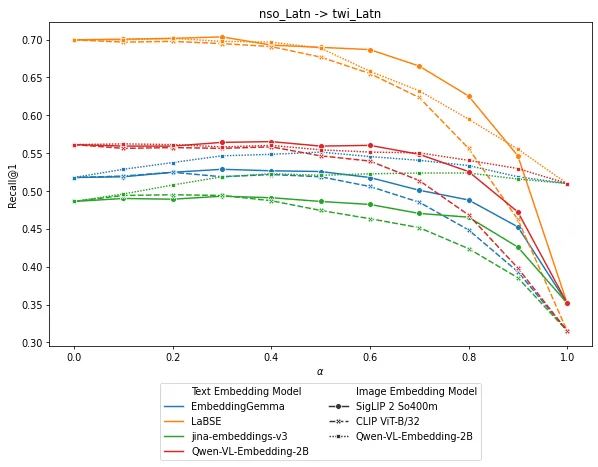 nso_Latn -> twi_Latn
Recall@1
0.70
0.65
0.60
0.55
0.50
0.45
0.40
0.35
0.30
0.0
0.2
0.4
0.6
0.8
1.0
α
Text Embedding Model
EmbeddingGemma
LaBSE
jina-embeddings-v3
Qwen-VL-Embedding-2B
Image Embedding Model
SigLIP 2 So400m
CLIP ViT-B/32
Qwen-VL-Embedding-2B